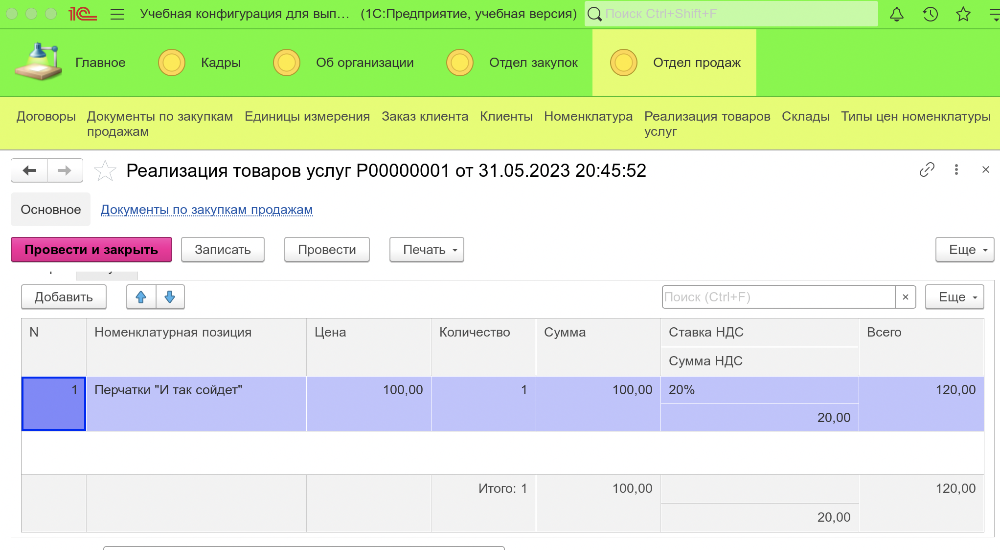 1С Учебная конфигурация для вып... (1С:Предприятие, учебная версия) Поиск Ctrl+Shift+F
Главное Кадры Об организации Отдел закупок Отдел продаж
Договоры Документы по закупкам продажам Единицы измерения Заказ клиента Клиенты Номенклатура Реализация товаров услуг Склады Типы цен номенклатуры
Реализация товаров услуг Р00000001 от 31.05.2023 20:45:52
Основное Документы по закупкам продажам
Провести и закрыть Записать Провести Печать Еще
Добавить Поиск (Ctrl+F) × Еще
N Номенклатурная позиция Цена Количество Сумма Ставка НДС Всего
Сумма НДС
1 Перчатки "И так сойдет" 100,00 1 100,00 20% 120,00
20,00
Итого: 1 100,00 120,00
20,00